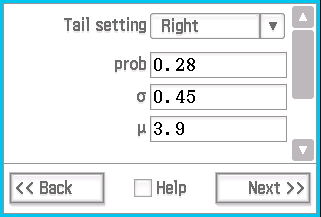 Tail setting Right
prob 0.28
σ 0.45
μ 3.9
<< Back Help Next >>